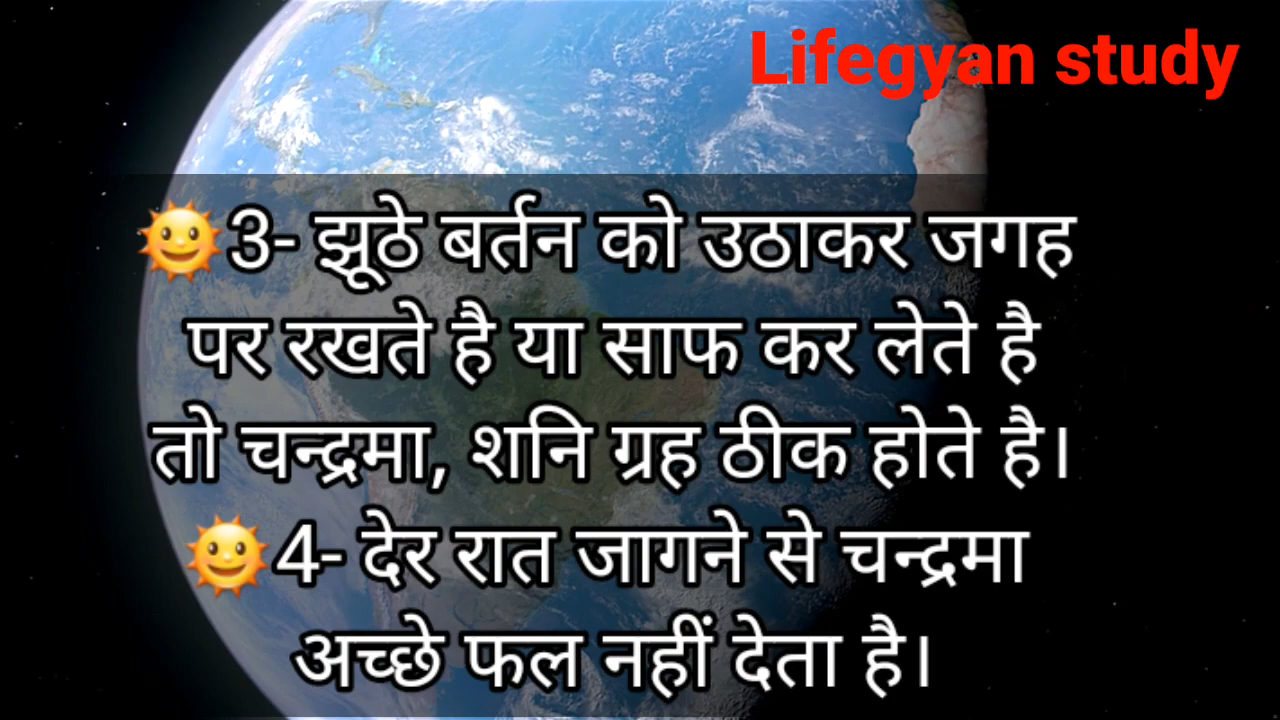 Lifegyan study
🌞3- झूठे बर्तन को उठाकर जगह
पर रखते है या साफ कर लेते है
तो चन्द्रमा, शनि ग्रह ठीक होते है।
🌞4- देर रात जागने से चन्द्रमा
अच्छे फल नहीं देता है।